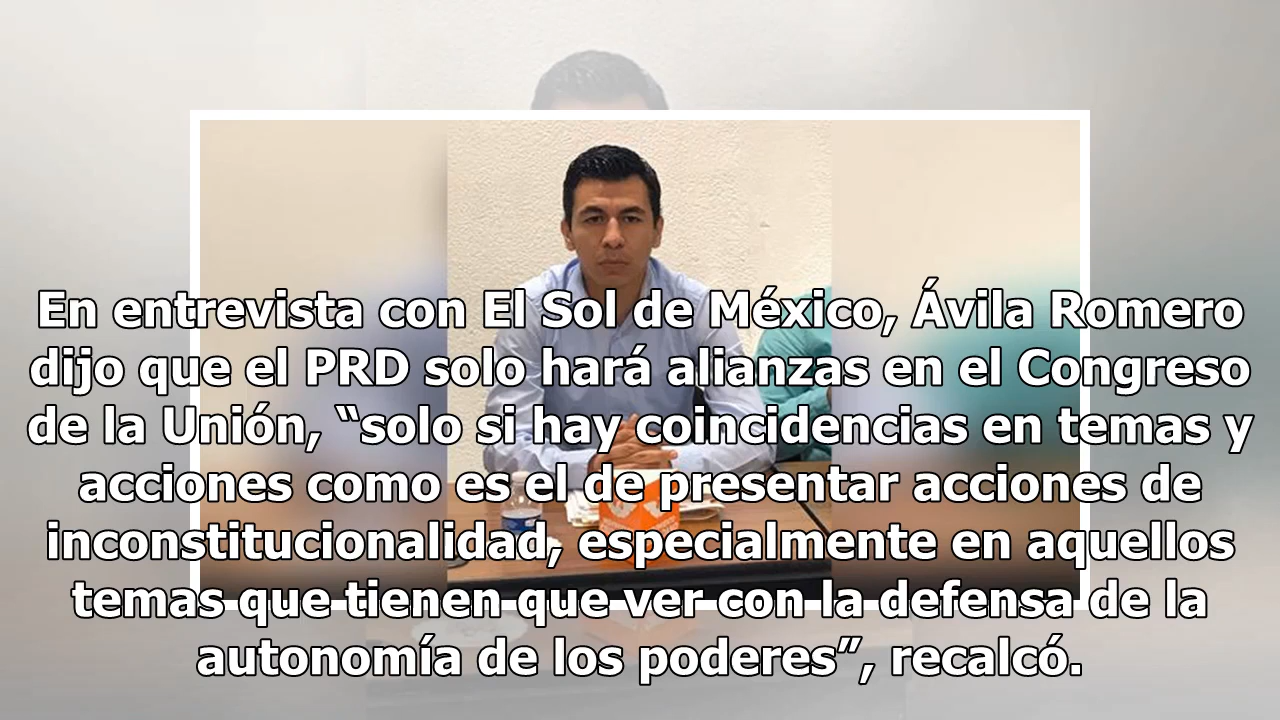 En entrevista con El Sol de México, Ávila Romero
dijo que el PRD solo hará alianzas en el Congreso
de la Unión, “solo si hay coincidencias en temas y
acciones como es el de presentar acciones de
inconstitucionalidad, especialmente en aquellos
temas que tienen que ver con la defensa de la
autonomía de los poderes”, recalcó.